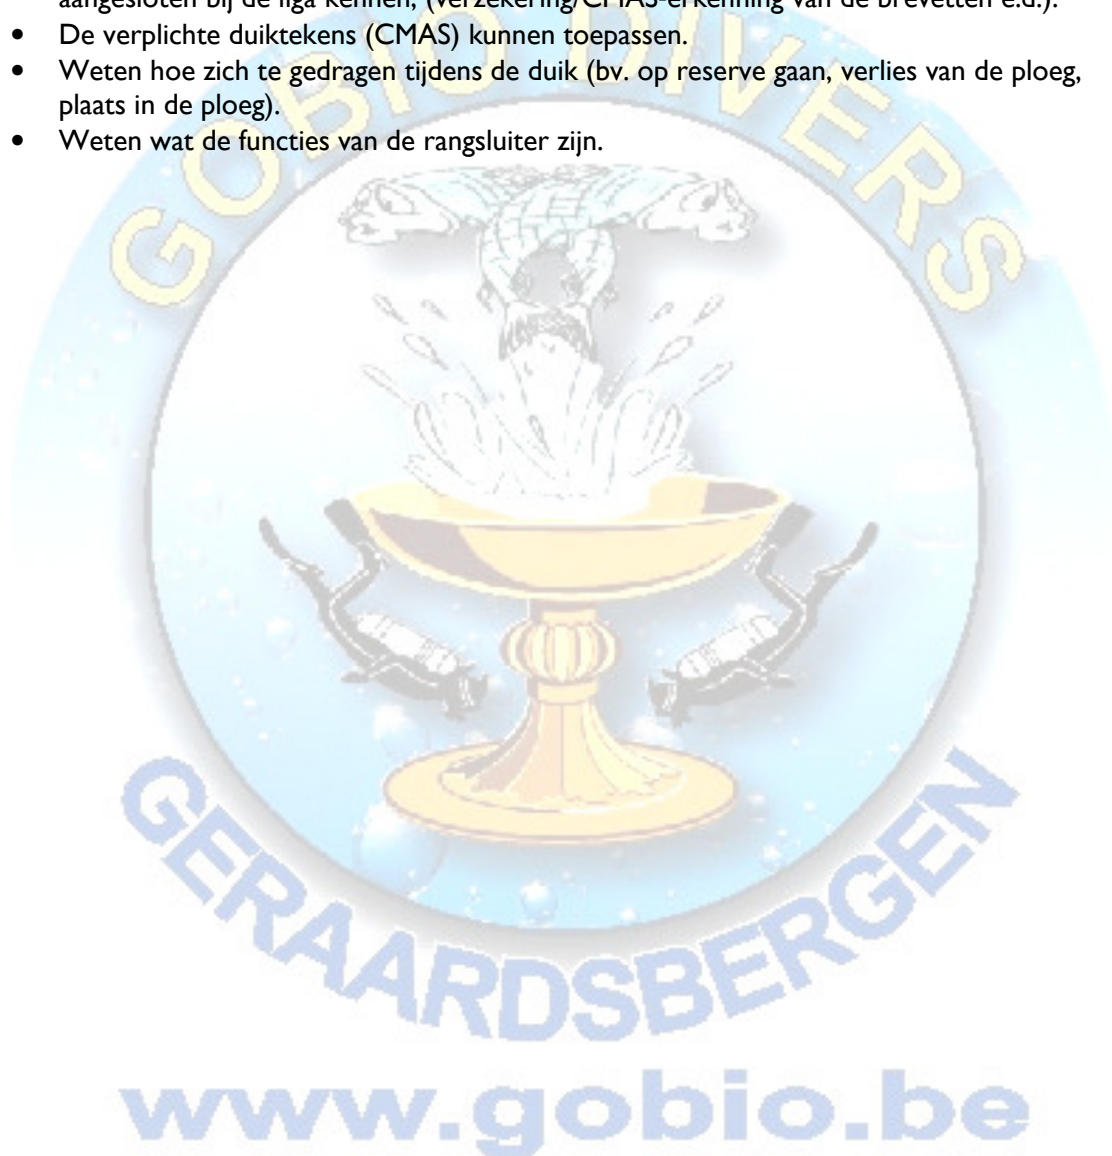 aangesloten bij de liga kennen, (verzekering/CMAS-erkenning van de brevetten e.d.).
• De verplichte duiktekens (CMAS) kunnen toepassen.
• Weten hoe zich te gedragen tijdens de duik (bv. op reserve gaan, verlies van de ploeg,
plaats in de ploeg).
• Weten wat de functies van de rangsluiter zijn.
GOBIO DIVERS
GERAARDSBERGEN
www.gobio.be